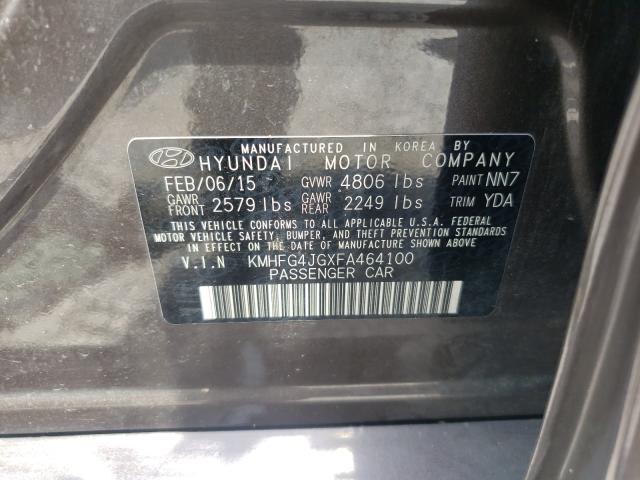 MANUFACTURED IN KOREA BY
HYUNDAI MOTOR COMPANY
FEB/06/15 GVWR 4806 lbs PAINT NN7
GAWR FRONT 2579 lbs GAWR REAR 2249 lbs TRIM YDA
THIS VEHICLE CONFORMS TO ALL APPLICABLE U.S.A. FEDERAL
MOTOR VEHICLE SAFETY, BUMPER, AND THEFT PREVENTION STANDARDS
IN EFFECT ON THE DATE OF MANUFACTURE SHOWN ABOVE.
V.I.N KMHFG4JGXFA464100
PASSENGER CAR